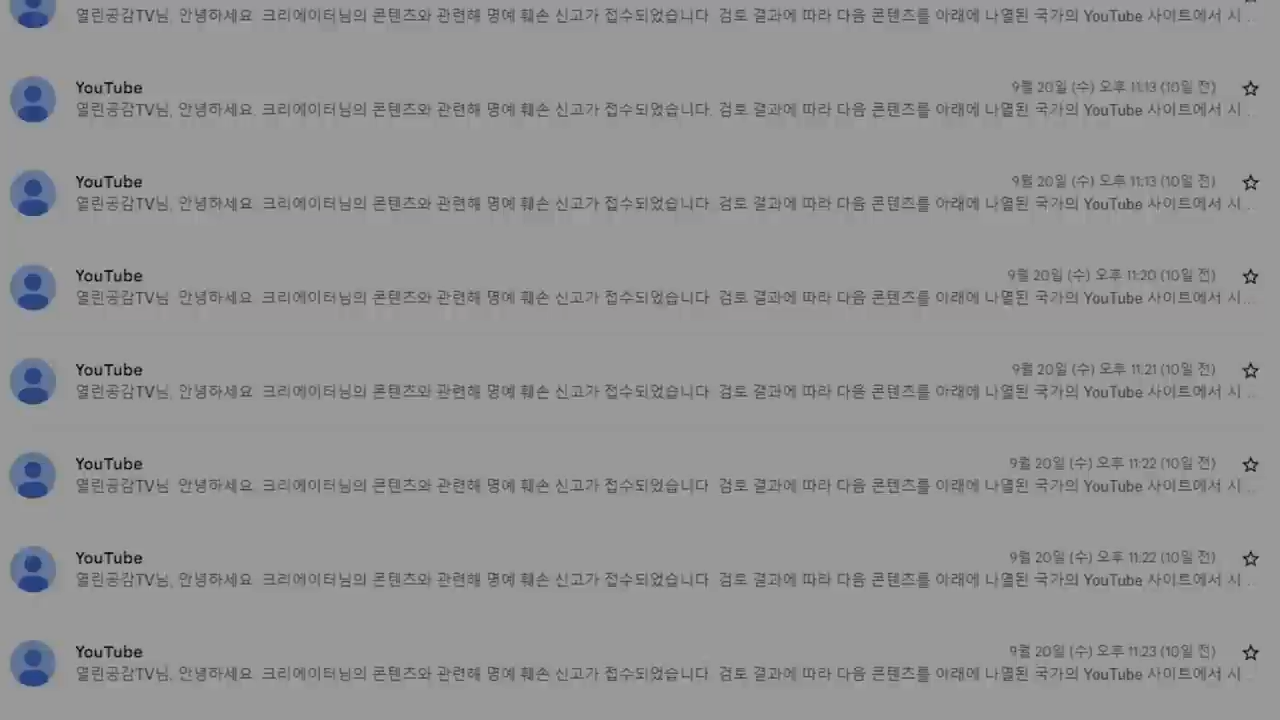 열린공감TV님, 안녕하세요. 크리에이터님의 콘텐츠와 관련해 명예 훼손 신고가 접수되었습니다. 검토 결과에 따라 다음 콘텐츠를 아래에 나열된 국가의 YouTube 사이트에서 시...
YouTube 9월 20일 (수) 오후 11:13 (10일 전)
열린공감TV님, 안녕하세요. 크리에이터님의 콘텐츠와 관련해 명예 훼손 신고가 접수되었습니다. 검토 결과에 따라 다음 콘텐츠를 아래에 나열된 국가의 YouTube 사이트에서 시...
YouTube 9월 20일 (수) 오후 11:13 (10일 전)
열린공감TV님, 안녕하세요. 크리에이터님의 콘텐츠와 관련해 명예 훼손 신고가 접수되었습니다. 검토 결과에 따라 다음 콘텐츠를 아래에 나열된 국가의 YouTube 사이트에서 시...
YouTube 9월 20일 (수) 오후 11:20 (10일 전)
열린공감TV님, 안녕하세요. 크리에이터님의 콘텐츠와 관련해 명예 훼손 신고가 접수되었습니다. 검토 결과에 따라 다음 콘텐츠를 아래에 나열된 국가의 YouTube 사이트에서 시...
YouTube 9월 20일 (수) 오후 11:21 (10일 전)
열린공감TV님, 안녕하세요. 크리에이터님의 콘텐츠와 관련해 명예 훼손 신고가 접수되었습니다. 검토 결과에 따라 다음 콘텐츠를 아래에 나열된 국가의 YouTube 사이트에서 시...
YouTube 9월 20일 (수) 오후 11:22 (10일 전)
열린공감TV님, 안녕하세요. 크리에이터님의 콘텐츠와 관련해 명예 훼손 신고가 접수되었습니다. 검토 결과에 따라 다음 콘텐츠를 아래에 나열된 국가의 YouTube 사이트에서 시...
YouTube 9월 20일 (수) 오후 11:22 (10일 전)
열린공감TV님, 안녕하세요. 크리에이터님의 콘텐츠와 관련해 명예 훼손 신고가 접수되었습니다. 검토 결과에 따라 다음 콘텐츠를 아래에 나열된 국가의 YouTube 사이트에서 시...
YouTube 9월 20일 (수) 오후 11:23 (10일 전)
열린공감TV님, 안녕하세요. 크리에이터님의 콘텐츠와 관련해 명예 훼손 신고가 접수되었습니다. 검토 결과에 따라 다음 콘텐츠를 아래에 나열된 국가의 YouTube 사이트에서 시...